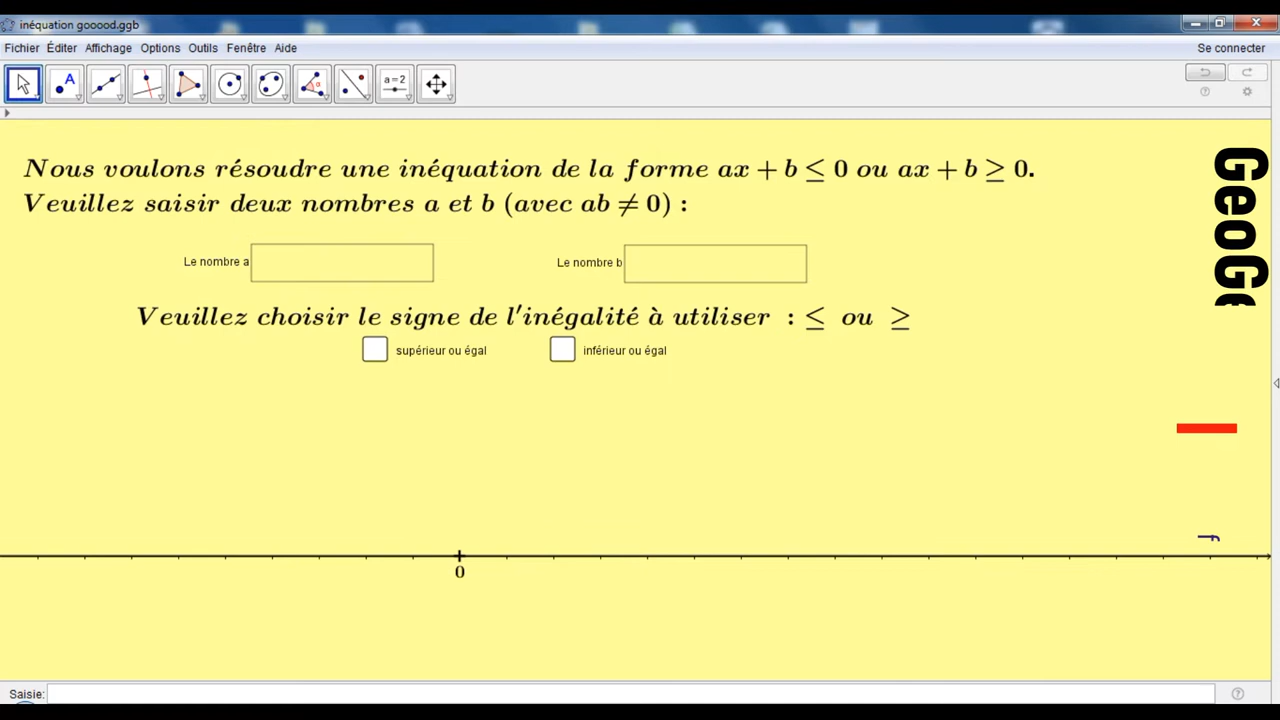 inéquation gooood.ggb
Fichier Éditer Affichage Options Outils Fenêtre Aide Se connecter
A a=2
Nous voulons résoudre une inéquation de la forme ax + b ≤ 0 ou ax + b ≥ 0.
Veuillez saisir deux nombres a et b (avec ab ≠ 0) :
Le nombre a Le nombre b
Veuillez choisir le signe de l'inégalité à utiliser : ≤ ou ≥
supérieur ou égal inférieur ou égal
0
Saisie: